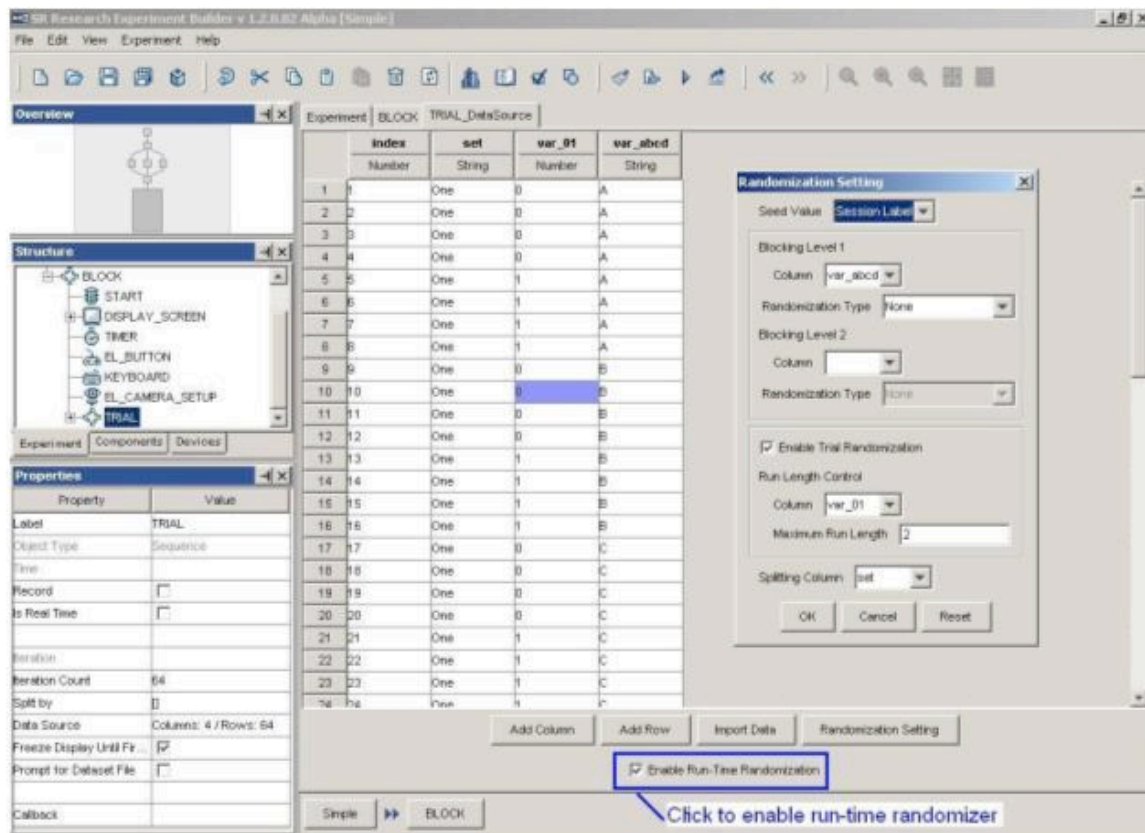 SR Research Experiment Builder v 1.2.0.82 Alpha [Simple]
File Edit View Experiment Help
Overview
Structure
BLOCK
START
DISPLAY_SCREEN
TIMER
EL_BUTTON
KEYBOARD
EL_CAMERA_SETUP
TRIAL
Experiment Components Devices
Properties
Property Value
Label TRIAL
Object Type Sequence
Time
Record
Is Real Time
Iteration
Iteration Count 64
Split by []
Data Source Columns: 4 / Rows: 64
Freeze Display Until Fir...
Prompt for Dataset File
Callback
Experiment BLOCK TRIAL_DataSource
index set var_01 var_abcd
Number String Number String
1 1 One 0 A
2 2 One 0 A
3 3 One 0 A
4 4 One 0 A
5 5 One 1 A
6 6 One 1 A
7 7 One 1 A
8 8 One 1 A
9 9 One 0 B
10 10 One 0 B
11 11 One 0 B
12 12 One 0 B
13 13 One 1 B
14 14 One 1 B
15 15 One 1 B
16 16 One 1 B
17 17 One 0 C
18 18 One 0 C
19 19 One 0 C
20 20 One 0 C
21 21 One 1 C
22 22 One 1 C
23 23 One 1 C
24 24 One 1 C
Randomization Setting
Seed Value Session Label
Blocking Level 1
Column var_abcd
Randomization Type None
Blocking Level 2
Column
Randomization Type None
Enable Trial Randomization
Run Length Control
Column var_01
Maximum Run Length 2
Splitting Column set
OK Cancel Reset
Add Column Add Row Import Data Randomization Setting
Enable Run-Time Randomization
Simple BLOCK
Click to enable run-time randomizer